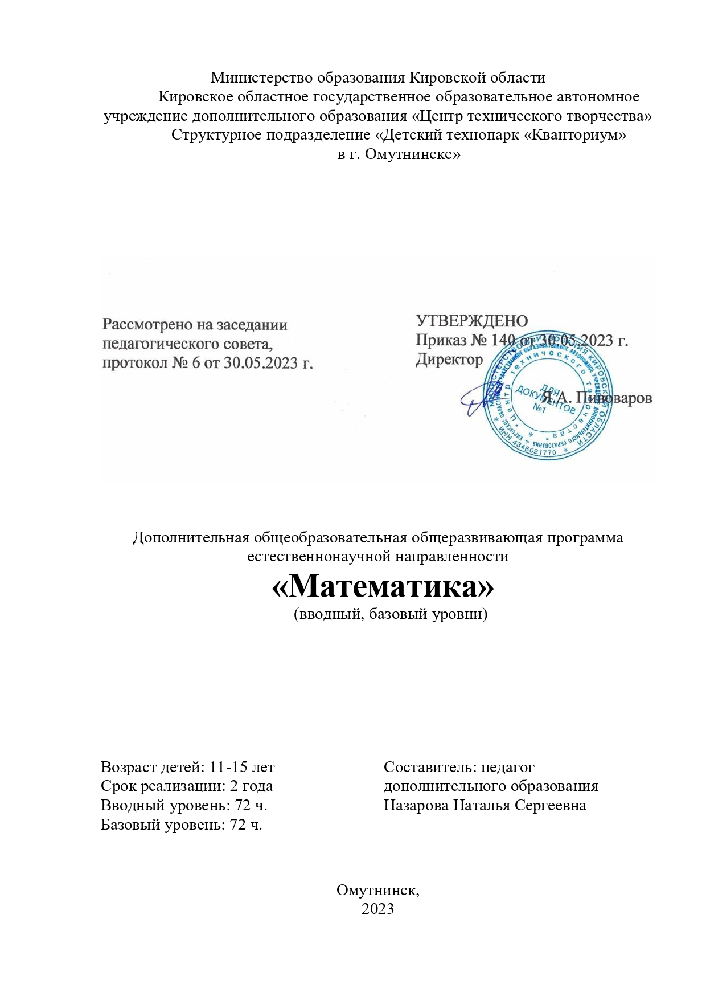 Министерство образования Кировской области
Кировское областное государственное образовательное автономное
учреждение дополнительного образования «Центр технического творчества»
Структурное подразделение «Детский технопарк «Кванториум»
в г. Омутнинске»
Рассмотрено на заседании
педагогического совета,
протокол № 6 от 30.05.2023 г.
УТВЕРЖДЕНО
Приказ № 140 от 30.05.2023 г.
Директор
Я.А. Пивоваров
МИНИСТЕРСТВО ОБРАЗОВАНИЯ КИРОВСКОЙ ОБЛАСТИ
* ИНН 4346021770 *
"Центр технического творчества" *
ДЛЯ
ДОКУМЕНТОВ
№1
Дополнительная общеобразовательная общеразвивающая программа
естественнонаучной направленности
«Математика»
(вводный, базовый уровни)
Возраст детей: 11-15 лет
Срок реализации: 2 года
Вводный уровень: 72 ч.
Базовый уровень: 72 ч.
Составитель: педагог
дополнительного образования
Назарова Наталья Сергеевна
Омутнинск,
2023